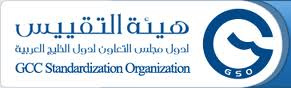 هيئة التقييس
لدول مجلس التعاون لدول الخليج العربية
GCC Standardization Organization
GSO